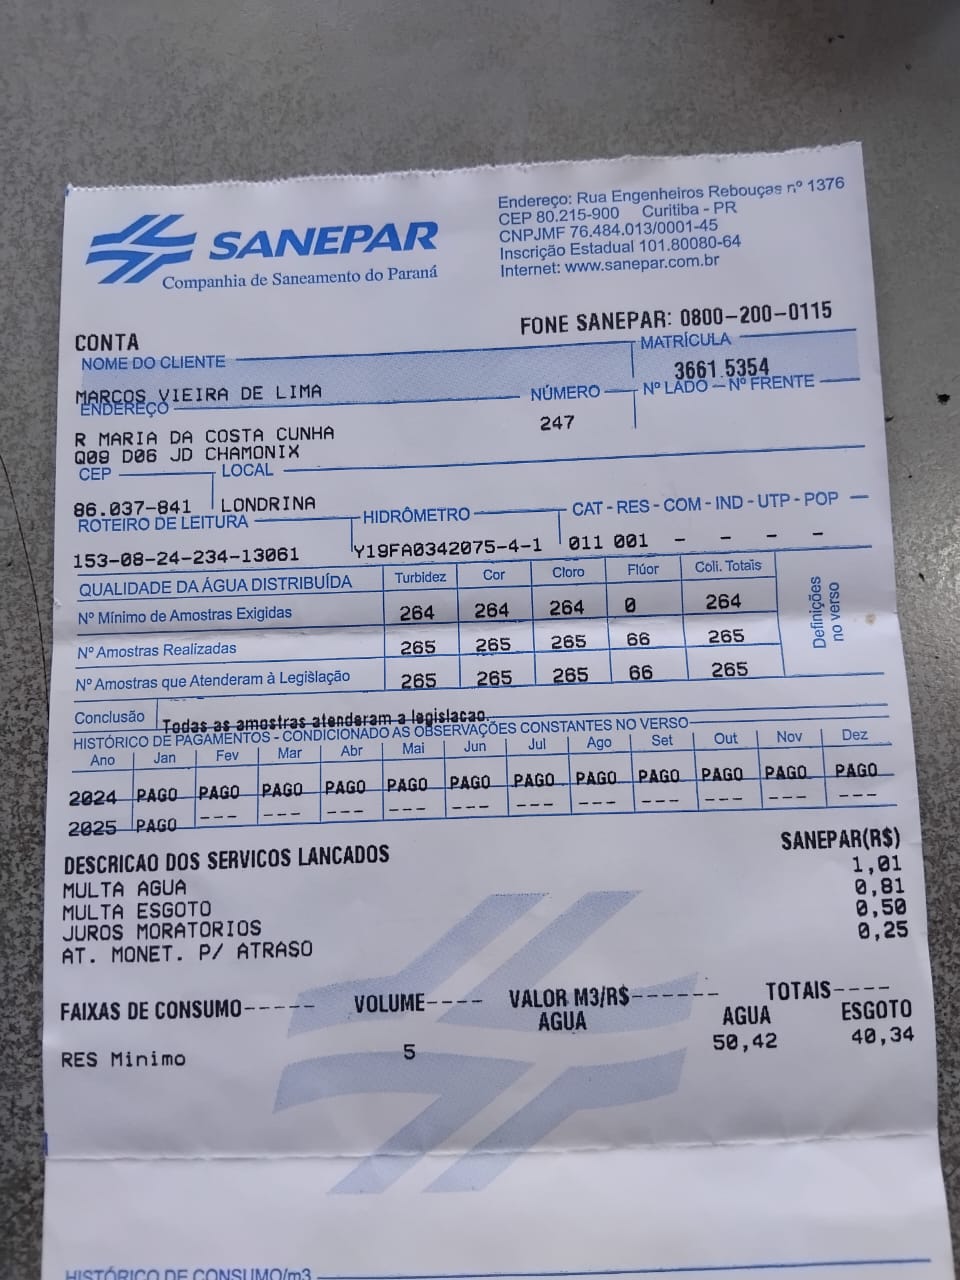 SANEPAR
Companhia de Saneamento do Paraná
Endereço: Rua Engenheiros Rebouças nº 1376
CEP 80.215-900 Curitiba - PR
CNPJMF 76.484.013/0001-45
Inscrição Estadual 101.80080-64
Internet: www.sanepar.com.br
CONTA
FONE SANEPAR: 0800-200-0115
NOME DO CLIENTE MATRÍCULA
MARCOS VIEIRA DE LIMA 3661.5354
ENDEREÇO NÚMERO Nº LADO - Nº FRENTE
R MARIA DA COSTA CUNHA 247
Q09 D06 JD CHAMONIX
CEP LOCAL
86.037-841 LONDRINA
ROTEIRO DE LEITURA HIDRÔMETRO CAT - RES - COM - IND - UTP - POP
153-08-24-234-13061 Y19FA0342075-4-1 011 001 - - - -
QUALIDADE DA ÁGUA DISTRIBUÍDA Turbidez Cor Cloro Flúor Coli. Totais
Nº Mínimo de Amostras Exigidas 264 264 264 0 264
Nº Amostras Realizadas 265 265 265 66 265
Nº Amostras que Atenderam à Legislação 265 265 265 66 265
Definições no verso
Conclusão Todas as amostras atenderam a legislacao.
HISTÓRICO DE PAGAMENTOS - CONDICIONADO AS OBSERVAÇÕES CONSTANTES NO VERSO
Ano Jan Fev Mar Abr Mai Jun Jul Ago Set Out Nov Dez
2024 PAGO PAGO PAGO PAGO PAGO PAGO PAGO PAGO PAGO PAGO PAGO PAGO
2025 PAGO --- --- --- --- --- --- --- --- --- --- ---
DESCRICAO DOS SERVICOS LANCADOS SANEPAR(R$)
MULTA AGUA 1,01
MULTA ESGOTO 0,81
JUROS MORATORIOS 0,50
AT. MONET. P/ ATRASO 0,25
FAIXAS DE CONSUMO----- VOLUME---- VALOR M3/R$------ TOTAIS----
AGUA AGUA ESGOTO
RES Minimo 5 50,42 40,34
HISTÓRICO DE CONSUMO/m3